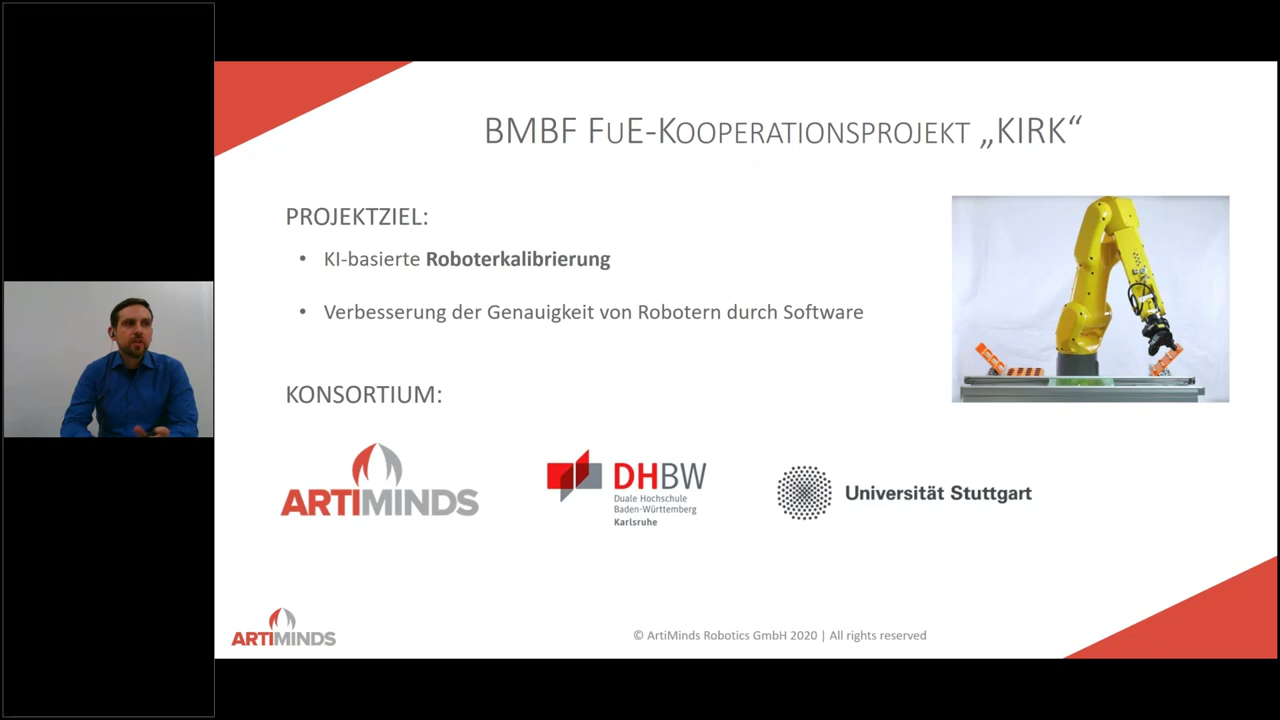 BMBF FUE-KOOPERATIONSPROJEKT „KIRK“
PROJEKTZIEL:
• KI-basierte Roboterkalibrierung
• Verbesserung der Genauigkeit von Robotern durch Software
KONSORTIUM:
ARTIMINDS
DHBW
Duale Hochschule
Baden-Württemberg
Karlsruhe
Universität Stuttgart
ARTIMINDS
© ArtiMinds Robotics GmbH 2020 | All rights reserved